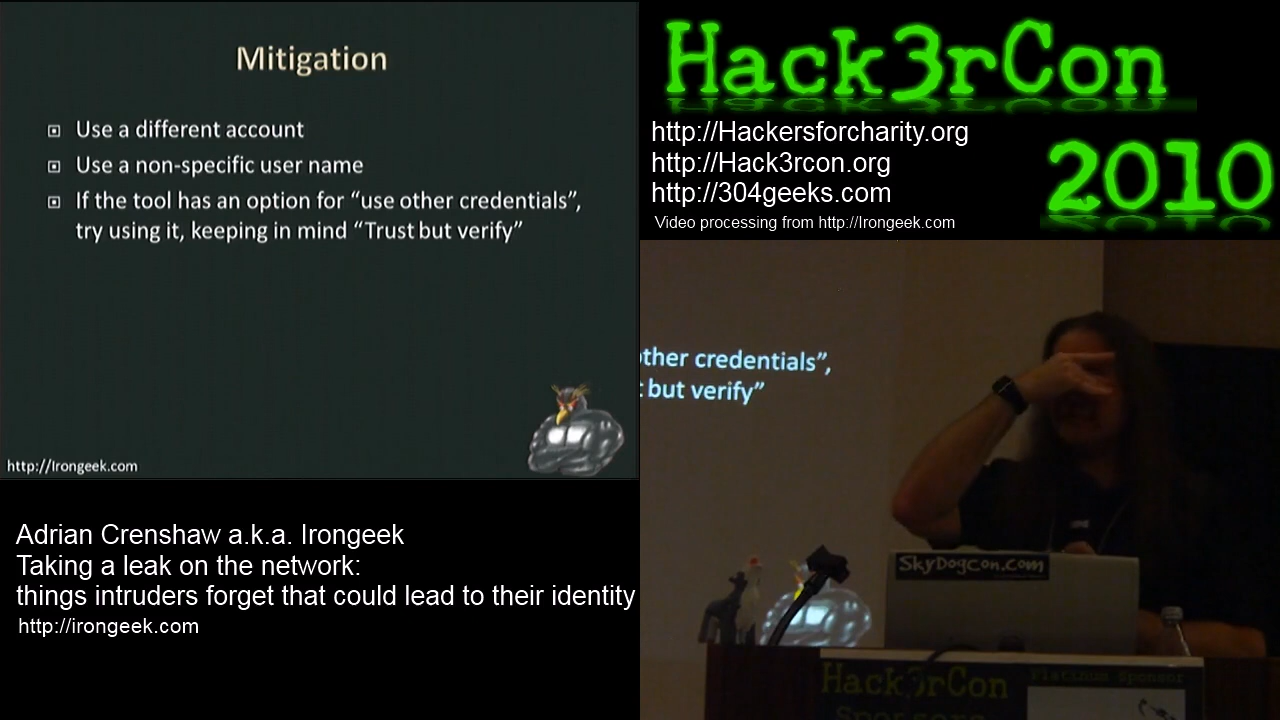 Mitigation
Use a different account
Use a non-specific user name
If the tool has an option for “use other credentials”,
try using it, keeping in mind “Trust but verify”
http://Irongeek.com
Adrian Crenshaw a.k.a. Irongeek
Taking a leak on the network:
things intruders forget that could lead to their identity
http://irongeek.com
Hack3rCon
2010
http://Hackersforcharity.org
http://Hack3rcon.org
http://304geeks.com
Video processing from http://Irongeek.com
other credentials”,
but verify”
SkyDogCon.com
Hack3rCon
Platinum Sponsor
Sponsors